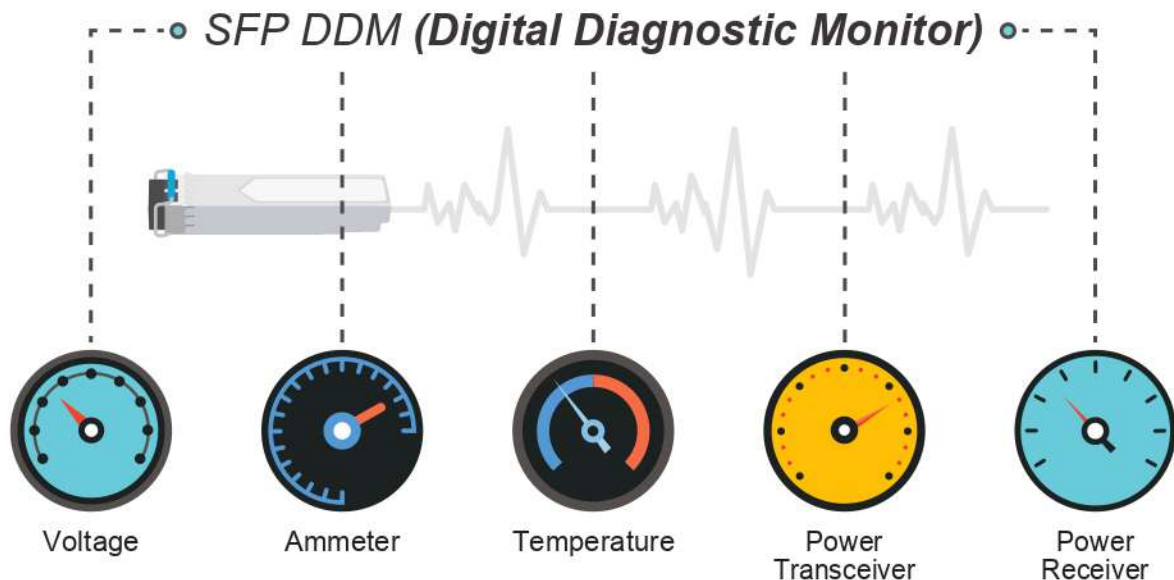 SFP DDM (Digital Diagnostic Monitor)
Voltage
Ammeter
Temperature
Power
Transceiver
Power
Receiver